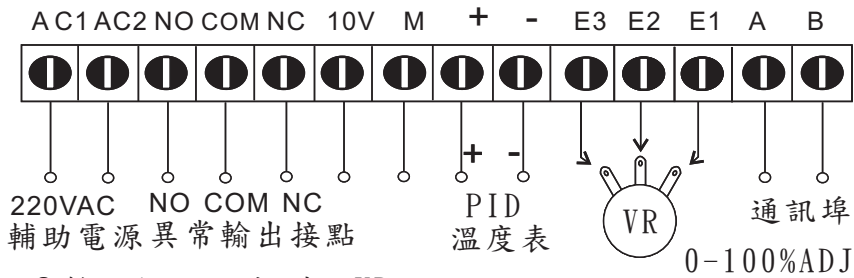 AC1 AC2 NO COM NC 10V M + - E3 E2 E1 A B
+ -
220VAC NO COM NC PID VR 通訊埠
輔助電源異常輸出接點 溫度表
0-100%ADJ